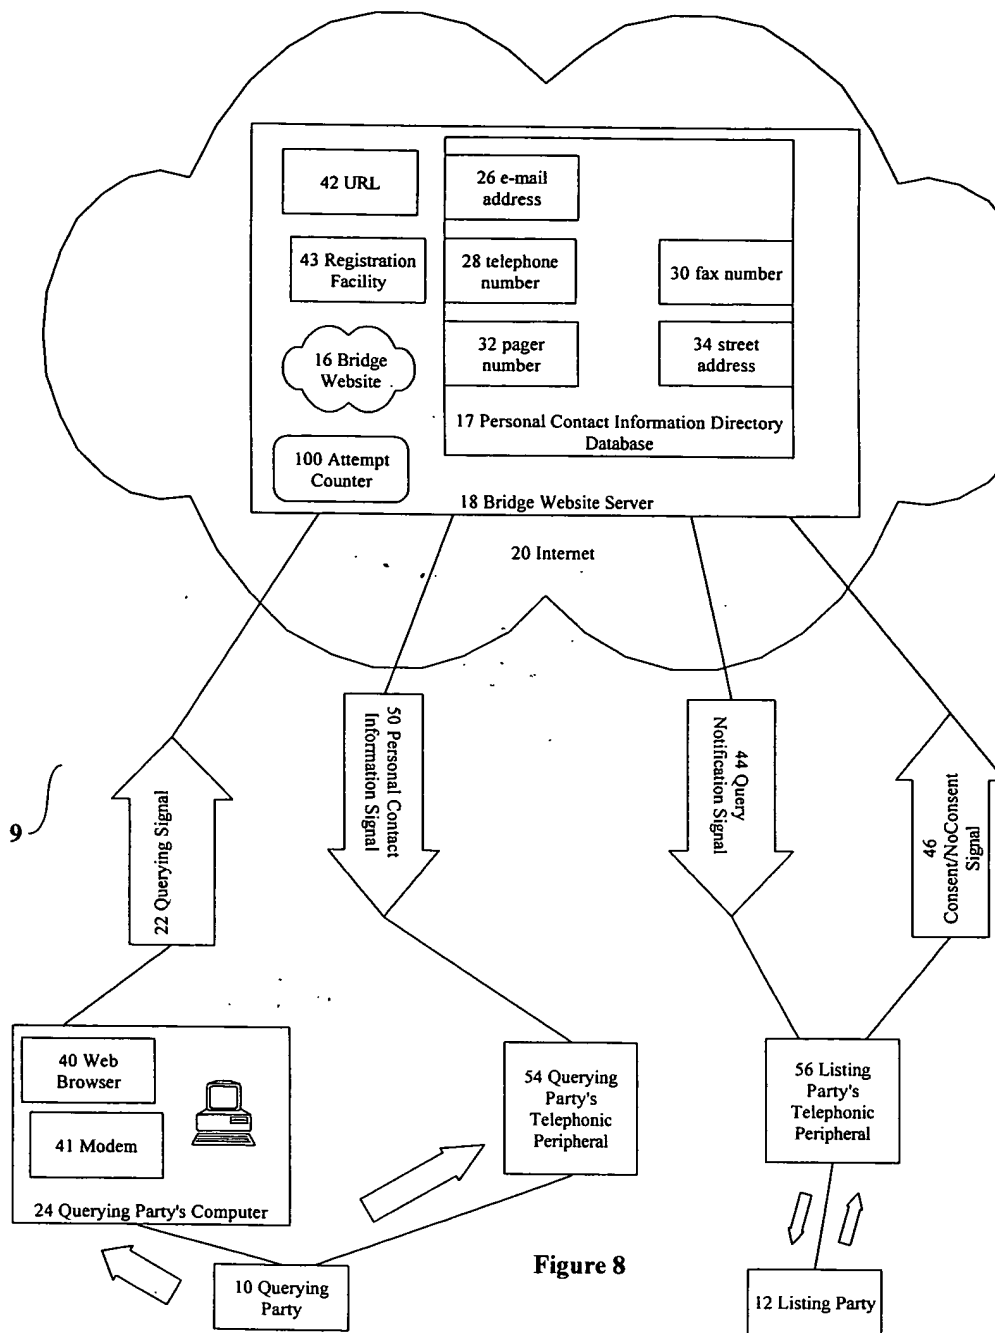 42 URL
26 e-mail
address
43 Registration
Facility
28 telephone
number
30 fax number
16 Bridge
Website
32 pager
number
34 street
address
17 Personal Contact Information Directory
Database
100 Attempt
Counter
18 Bridge Website Server
20 Internet
9
22 Querying Signal
50 Personal Contact
Information Signal
44 Query
Notification Signal
46
Consent/NoConsent
Signal
40 Web
Browser
41 Modem
24 Querying Party's Computer
54 Querying
Party's
Telephonic
Peripheral
56 Listing
Party's
Telephonic
Peripheral
10 Querying
Party
Figure 8
12 Listing Party